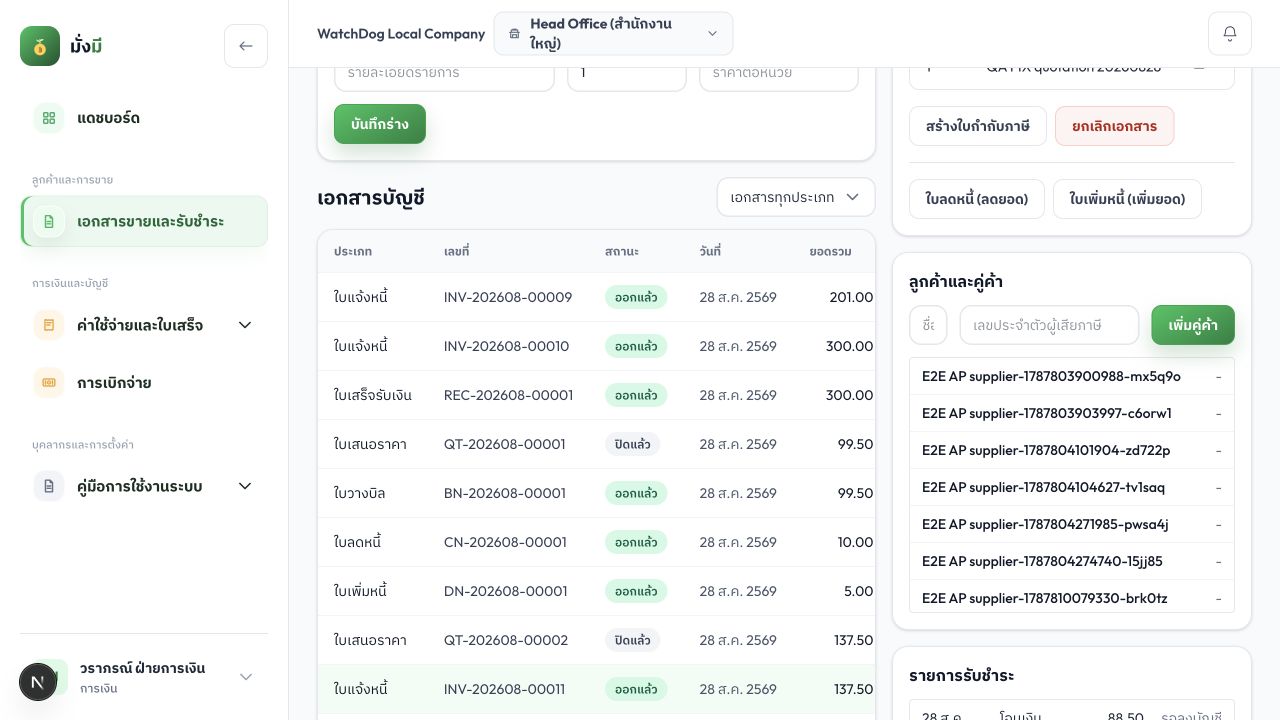 มั่งมี
แดชบอร์ด
ลูกค้าและการขาย
เอกสารขายและรับชำระ
การเงินและบัญชี
ค่าใช้จ่ายและใบเสร็จ
การเบิกจ่าย
บุคลากรและการตั้งค่า
คู่มือการใช้งานระบบ
วราภรณ์ ฝ่ายการเงิน
การเงิน
N
WatchDog Local Company
Head Office (สำนักงาน
ใหญ่)
รายละเอียดรายการ 1 ราคาต่อหน่วย
บันทึกร่าง
เอกสารบัญชี
เอกสารทุกประเภท
ประเภท เลขที่ สถานะ วันที่ ยอดรวม
ใบแจ้งหนี้ INV-202608-00009 ออกแล้ว 28 ส.ค. 2569 201.00
ใบแจ้งหนี้ INV-202608-00010 ออกแล้ว 28 ส.ค. 2569 300.00
ใบเสร็จรับเงิน REC-202608-00001 ออกแล้ว 28 ส.ค. 2569 300.00
ใบเสนอราคา QT-202608-00001 ปิดแล้ว 28 ส.ค. 2569 99.50
ใบวางบิล BN-202608-00001 ออกแล้ว 28 ส.ค. 2569 99.50
ใบลดหนี้ CN-202608-00001 ออกแล้ว 28 ส.ค. 2569 10.00
ใบเพิ่มหนี้ DN-202608-00001 ออกแล้ว 28 ส.ค. 2569 5.00
ใบเสนอราคา QT-202608-00002 ปิดแล้ว 28 ส.ค. 2569 137.50
ใบแจ้งหนี้ INV-202608-00011 ออกแล้ว 28 ส.ค. 2569 137.50
สร้างใบกำกับภาษี ยกเลิกเอกสาร
ใบลดหนี้ (ลดยอด) ใบเพิ่มหนี้ (เพิ่มยอด)
ลูกค้าและคู่ค้า
เลขประจำตัวผู้เสียภาษี เพิ่มคู่ค้า
E2E AP supplier-1787803900988-mx5q9o -
E2E AP supplier-1787803903997-c6orw1 -
E2E AP supplier-1787804101904-zd722p -
E2E AP supplier-1787804104627-tv1saq -
E2E AP supplier-1787804271985-pwsa4j -
E2E AP supplier-1787804274740-15jj85 -
E2E AP supplier-1787810079330-brk0tz -
รายการรับชำระ
28 ส.ค. โอนเงิน 88.50 รอลงบัญชี